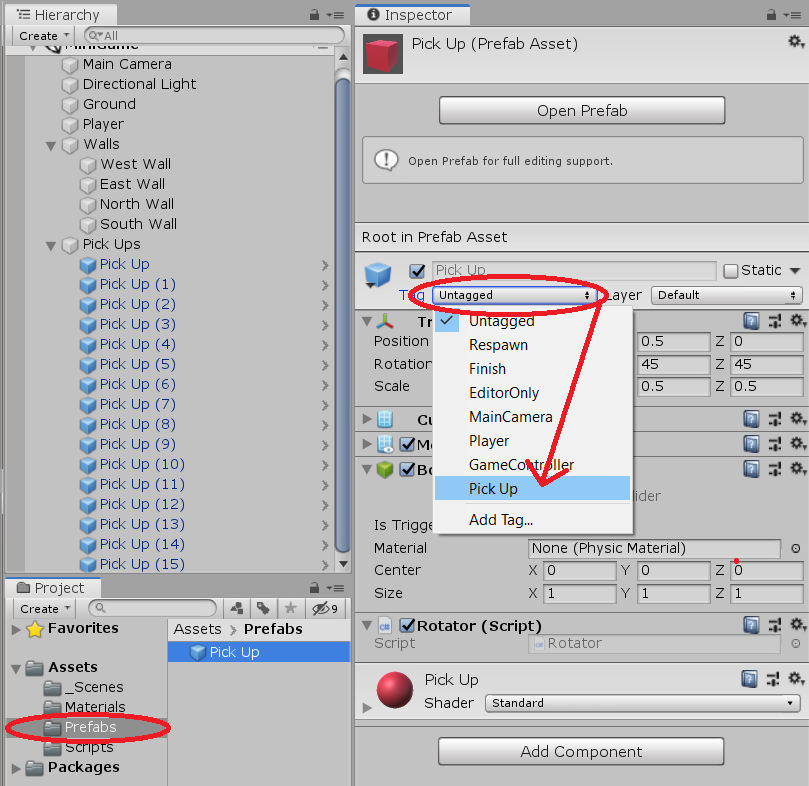 Hierarchy
Create
All
MiniGame
Main Camera
Directional Light
Ground
Player
Walls
West Wall
East Wall
North Wall
South Wall
Pick Ups
Pick Up
Pick Up (1)
Pick Up (2)
Pick Up (3)
Pick Up (4)
Pick Up (5)
Pick Up (6)
Pick Up (7)
Pick Up (8)
Pick Up (9)
Pick Up (10)
Pick Up (11)
Pick Up (12)
Pick Up (13)
Pick Up (14)
Pick Up (15)
Project
Create
9
Favorites
Assets
_Scenes
Materials
Prefabs
Scripts
Packages
Assets > Prefabs
Pick Up
Inspector
Pick Up (Prefab Asset)
Open Prefab
Open Prefab for full editing support.
Root in Prefab Asset
Pick Up Static
Tag Untagged Layer Default
Untagged
Respawn
Finish
EditorOnly
MainCamera
Player
GameController
Pick Up
Add Tag...
Tr
Position 0.5 Z 0
Rotation 45 Z 45
Scale 0.5 Z 0.5
Cu
Me
Bo
ider
Is Trigge
Material None (Physic Material)
Center X 0 Y 0 Z 0
Size X 1 Y 1 Z 1
Rotator (Script)
Script Rotator
Pick Up
Shader Standard
Add Component